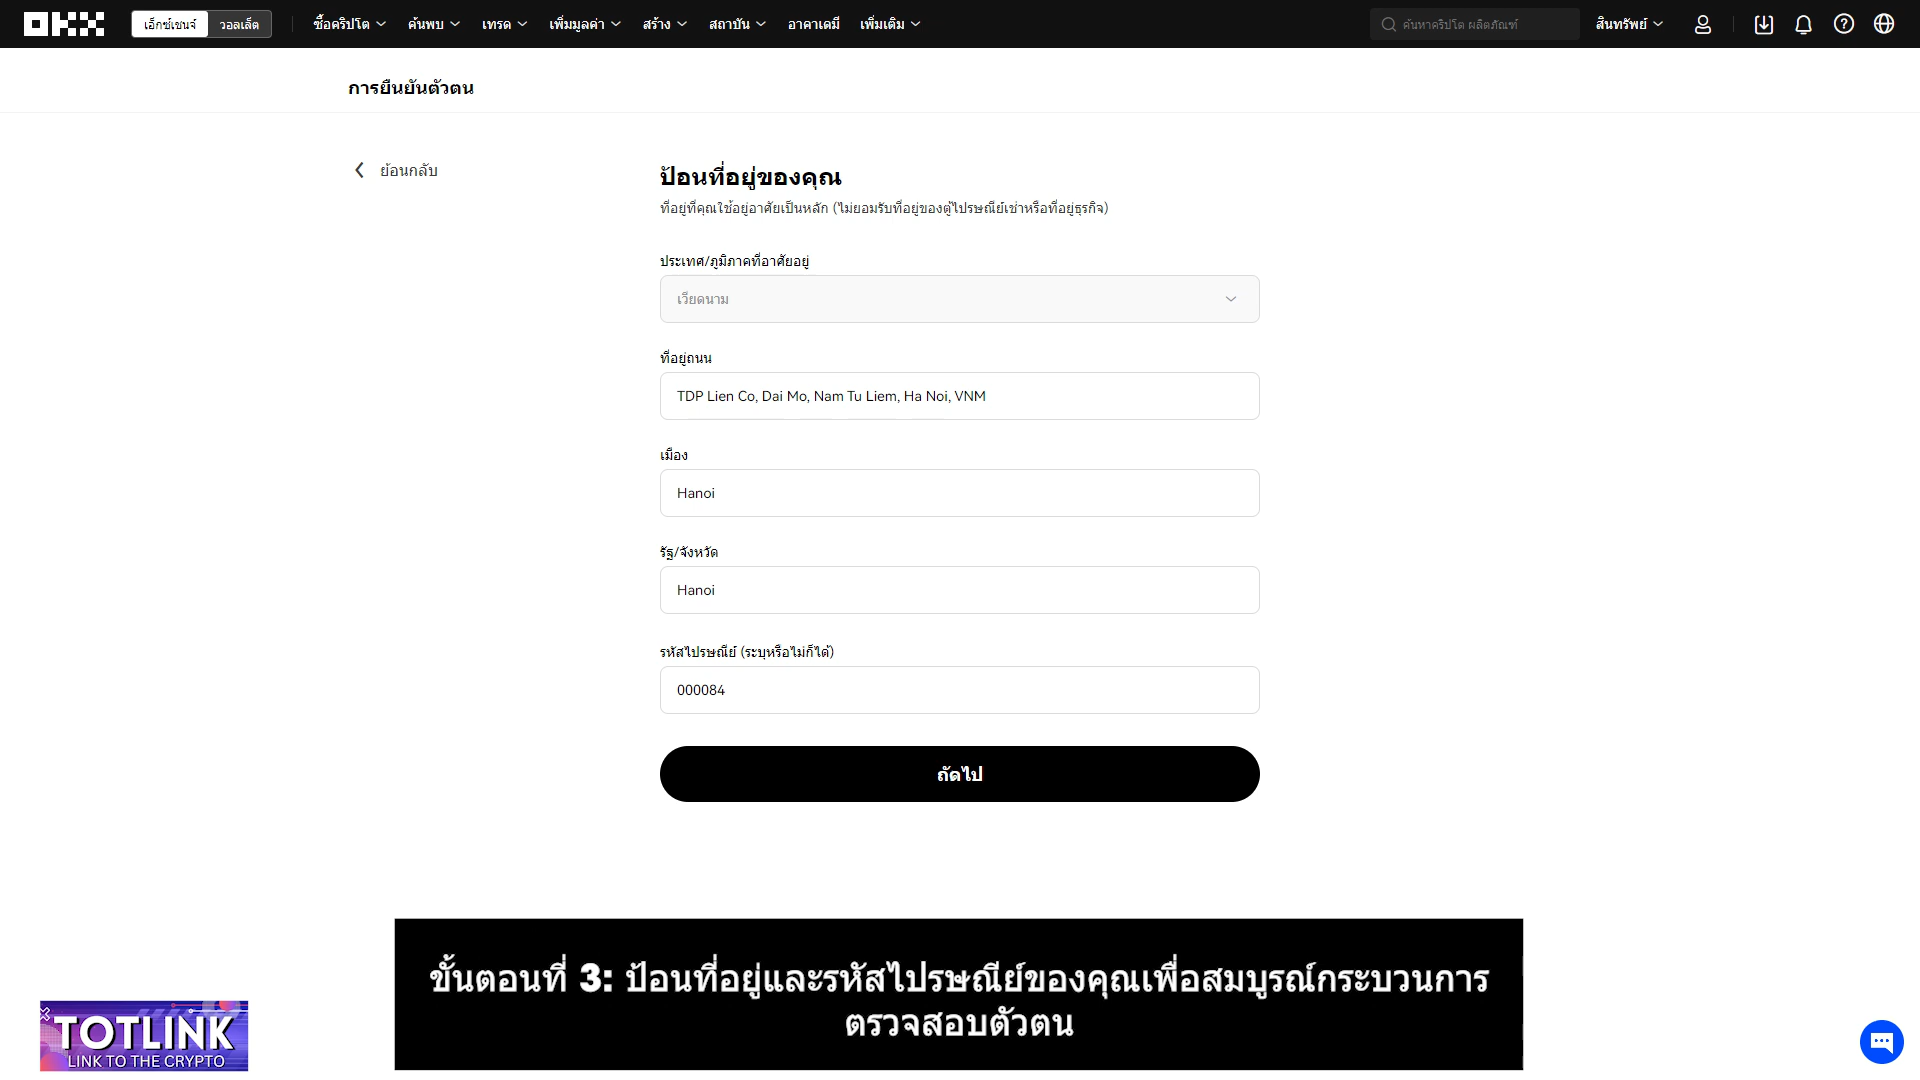 OKX
เอ็กซ์เชนจ์ วอลเล็ต ซื้อคริปโต ค้นพบ เทรด เพิ่มมูลค่า สร้าง สถาบัน อาคาเดมี เพิ่มเติม ค้นหาคริปโต ผลิตภัณฑ์ สินทรัพย์
การยืนยันตัวตน
ย้อนกลับ
ป้อนที่อยู่ของคุณ
ที่อยู่ที่คุณใช้อยู่อาศัยเป็นหลัก (ไม่ยอมรับที่อยู่ของตู้ไปรษณีย์เช่าหรือที่อยู่ธุรกิจ)
ประเทศ/ภูมิภาคที่อาศัยอยู่
เวียดนาม
ที่อยู่ถนน
TDP Lien Co, Dai Mo, Nam Tu Liem, Ha Noi, VNM
เมือง
Hanoi
รัฐ/จังหวัด
Hanoi
รหัสไปรษณีย์ (ระบุหรือไม่ก็ได้)
000084
ถัดไป
ขั้นตอนที่ 3: ป้อนที่อยู่และรหัสไปรษณีย์ของคุณเพื่อสมบูรณ์กระบวนการ
ตรวจสอบตัวตน
TOTLINK
LINK TO THE CRYPTO